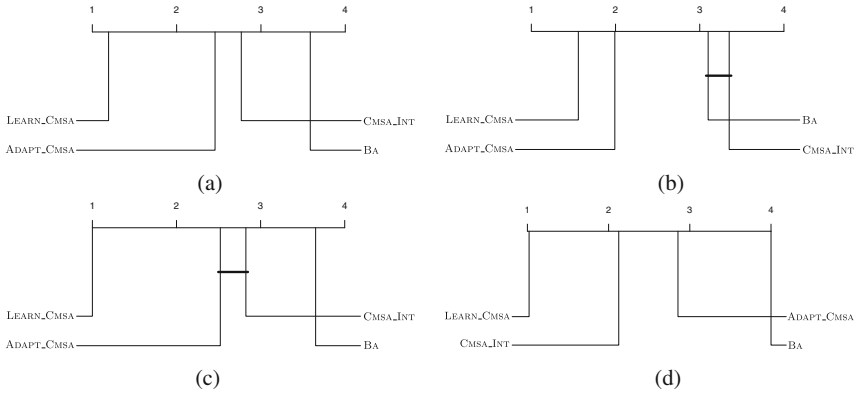 1 2 3 4
LEARN_CMSA
CMSA_INT
ADAPT_CMSA
BA
(a)
1 2 3 4
LEARN_CMSA
BA
ADAPT_CMSA
CMSA_INT
(b)
1 2 3 4
LEARN_CMSA
CMSA_INT
ADAPT_CMSA
BA
(c)
1 2 3 4
LEARN_CMSA
ADAPT_CMSA
CMSA_INT
BA
(d)